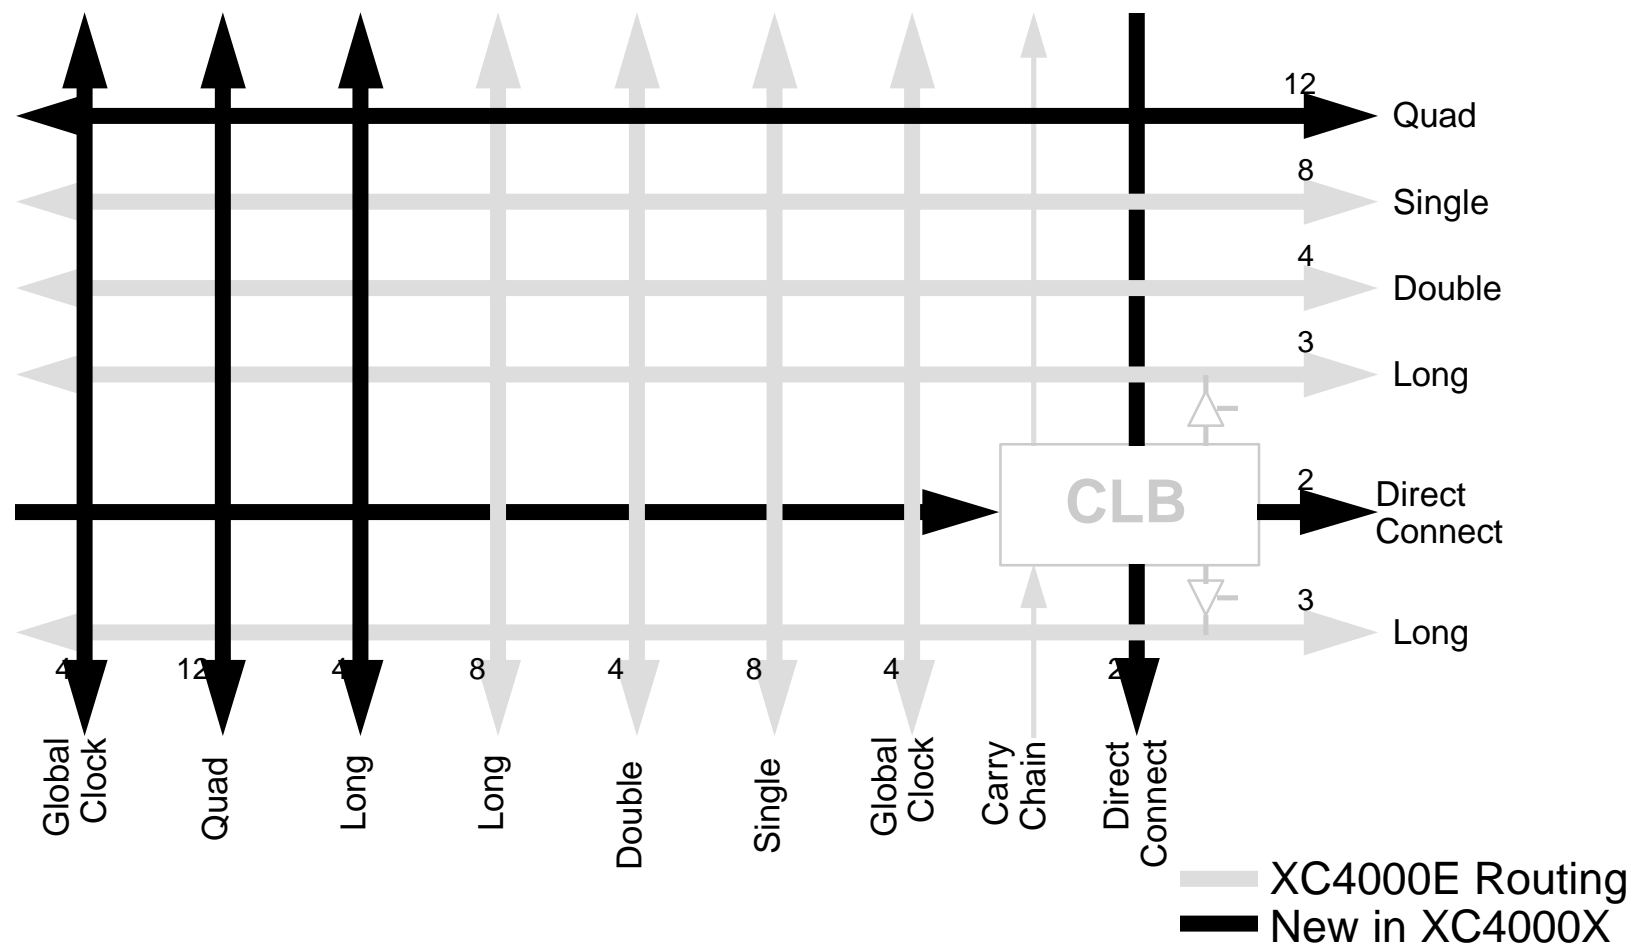 12
Quad
8
Single
4
Double
3
Long
CLB
2
Direct
Connect
3
Long
4
12
4
8
4
8
4
2
Global
Clock
Quad
Long
Long
Double
Single
Global
Clock
Carry
Chain
Direct
Connect
XC4000E Routing
New in XC4000X